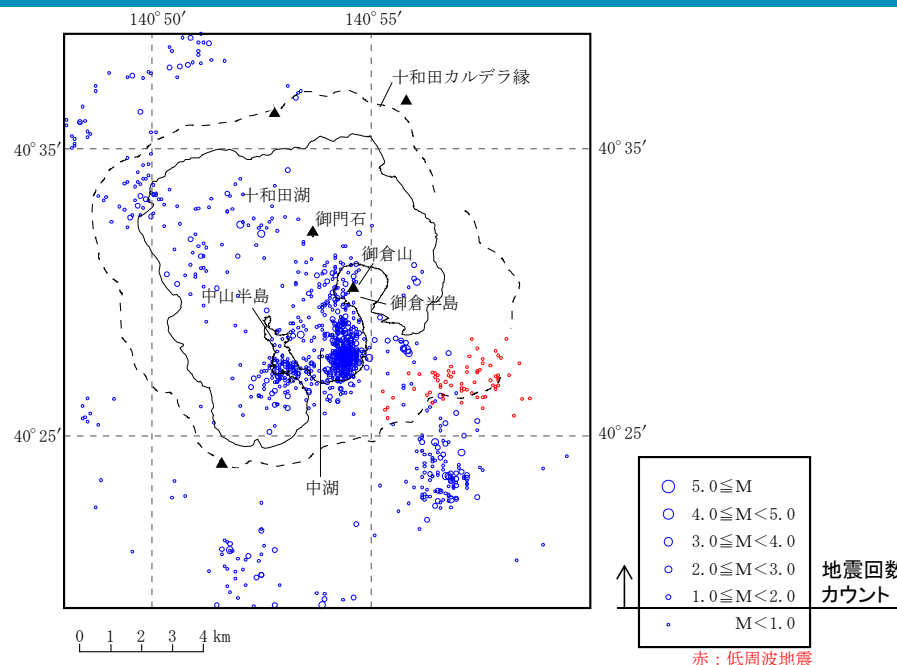 140°50′
140°55′
十和田カルデラ縁
40°35′
40°35′
十和田湖
御門石
御倉山
中山半島
御倉半島
40°25′
40°25′
中湖
5.0≦M
4.0≦M<5.0
3.0≦M<4.0
2.0≦M<3.0
1.0≦M<2.0
M<1.0
地震回数
カウント
0 1 2 3 4 km
赤：低周波地震